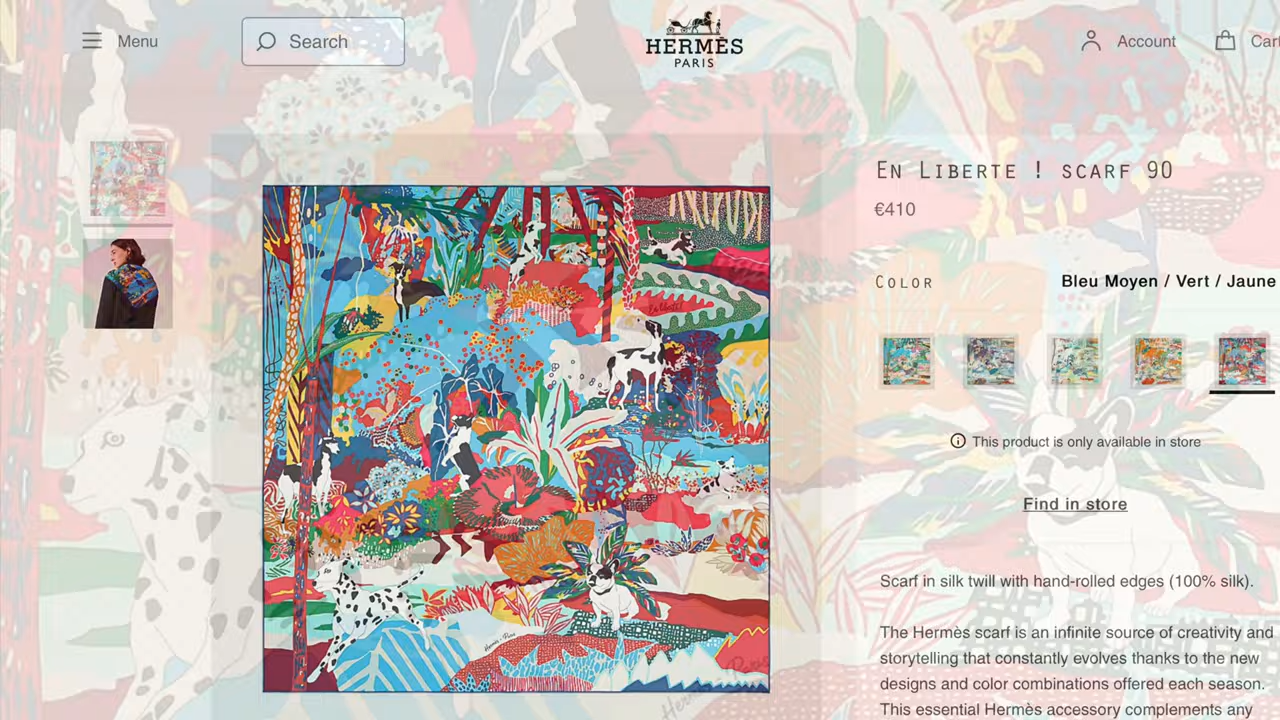 Menu
Search
HERMÈS
PARIS
Account
Cart
EN LIBERTE ! SCARF 90
€410
COLOR
Bleu Moyen / Vert / Jaune
This product is only available in store
Find in store
Scarf in silk twill with hand-rolled edges (100% silk).
The Hermès scarf is an infinite source of creativity and
storytelling that constantly evolves thanks to the new
designs and color combinations offered each season.
This essential Hermès accessory complements any
Hermès - Paris